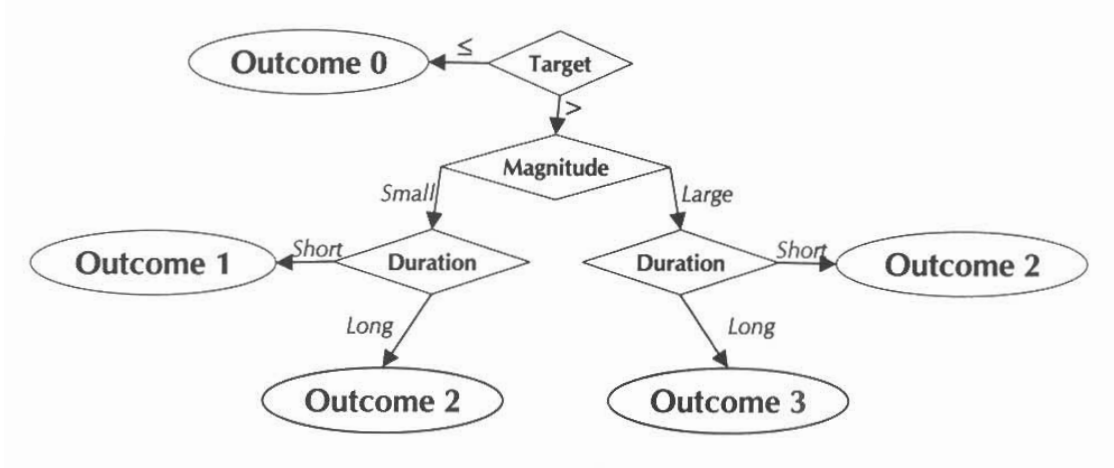 Outcome 0
≤
Target
>
Magnitude
Small
Large
Outcome 1
Short
Duration
Duration
Short
Outcome 2
Long
Long
Outcome 2
Outcome 3